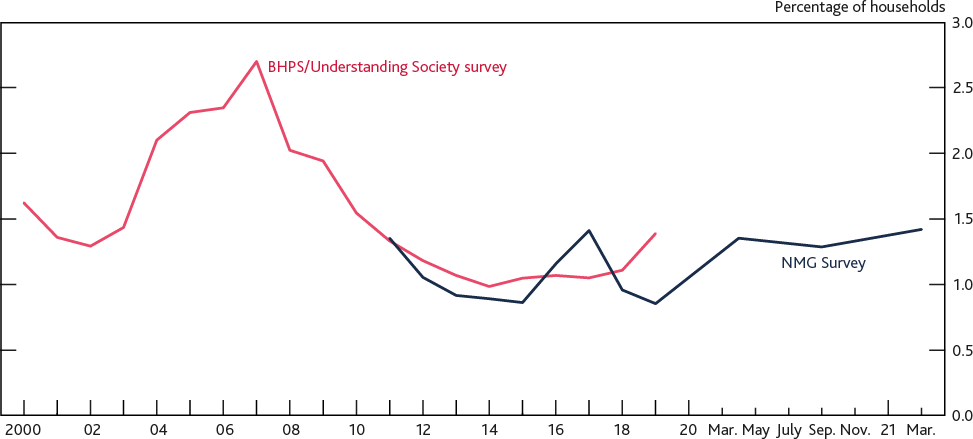 Percentage of households
3.0
BHPS/Understanding Society survey
2.5
2.0
1.5
NMG Survey
1.0
0.5
0.0
2000 02 04 06 08 10 12 14 16 18 20 Mar. May July Sep. Nov. 21 Mar.